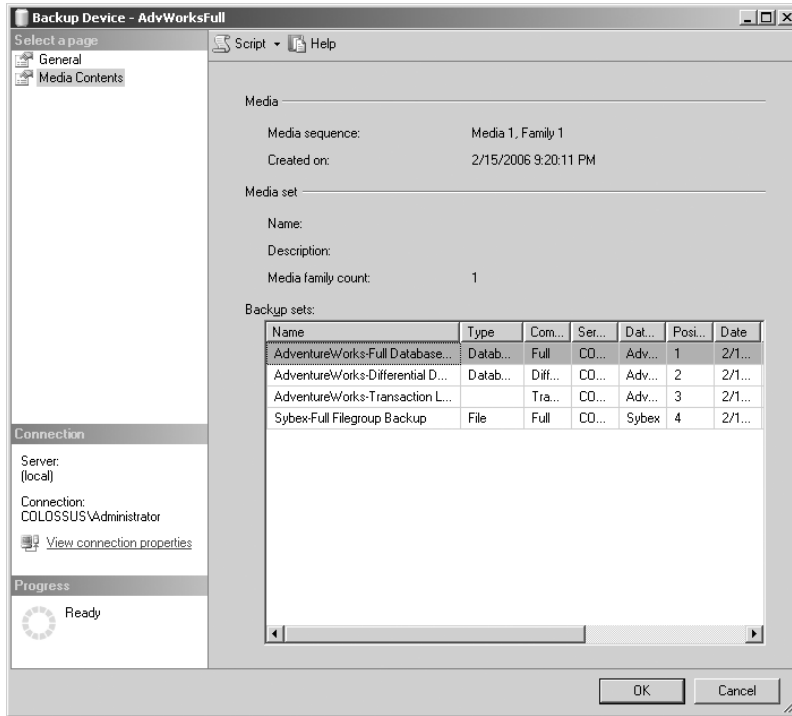 Backup Device - AdvWorksFull
Select a page
General
Media Contents
Script Help
Media
Media sequence: Media 1, Family 1
Created on: 2/15/2006 9:20:11 PM
Media set
Name:
Description:
Media family count: 1
Backup sets:
Name Type Com... Ser... Dat... Posi... Date
AdventureWorks-Full Database... Datab... Full CO... Adv... 1 2/1...
AdventureWorks-Differential D... Datab... Diff... CO... Adv... 2 2/1...
AdventureWorks-Transaction L... Tra... CO... Adv... 3 2/1...
Sybex-Full Filegroup Backup File Full CO... Sybex 4 2/1...
Connection
Server:
(local)
Connection:
COLOSSUS\Administrator
View connection properties
Progress
Ready
OK Cancel